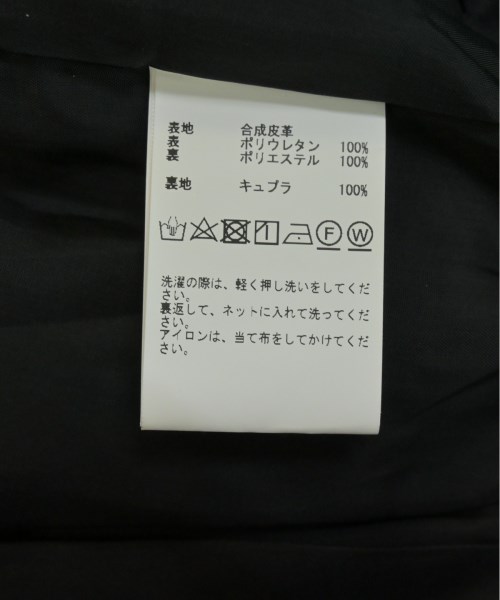 表地 合成皮革
表 ポリウレタン 100%
裏 ポリエステル 100%
裏地 キュプラ 100%
F W
洗濯の際は、軽く押し洗いをしてくだ
さい。
裏返して、ネットに入れて洗ってくだ
さい。
アイロンは、当て布をしてかけてくだ
さい。